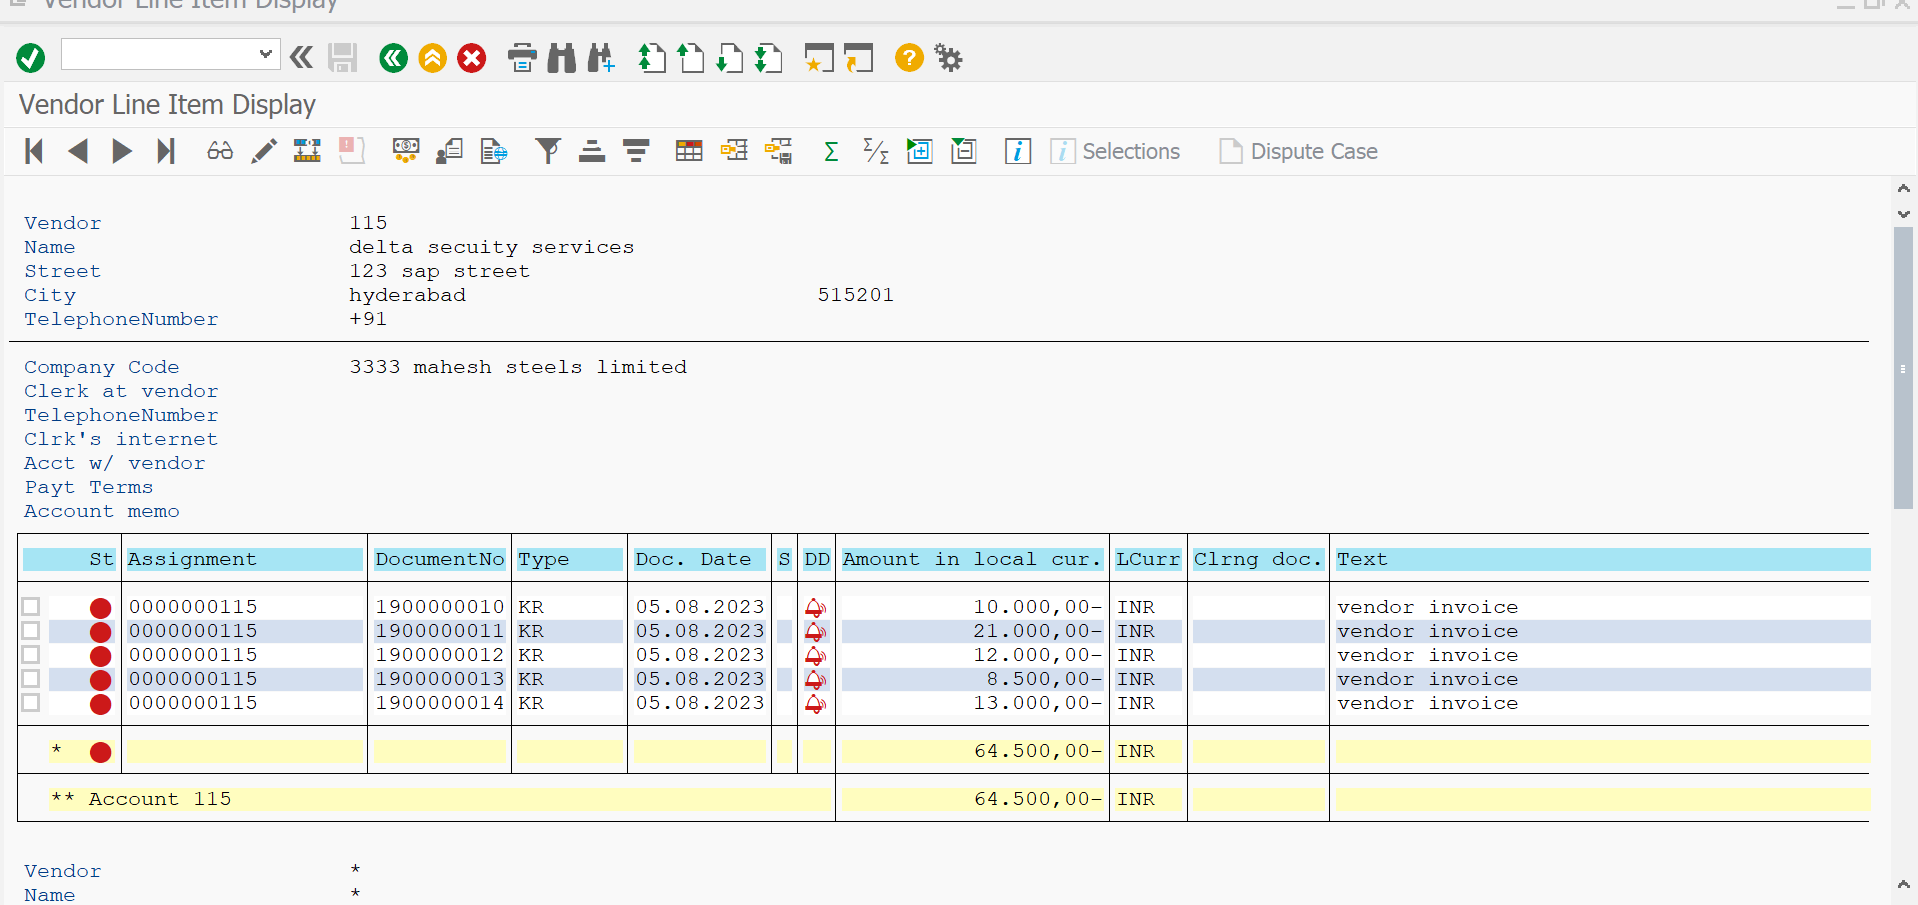 Vendor Line Item Display
Vendor Line Item Display
Selections Dispute Case
Vendor 115
Name delta secuity services
Street 123 sap street
City hyderabad 515201
TelephoneNumber +91
Company Code 3333 mahesh steels limited
Clerk at vendor
TelephoneNumber
Clrk's internet
Acct w/ vendor
Payt Terms
Account memo
St Assignment DocumentNo Type Doc. Date S DD Amount in local cur. LCurr Clrng doc. Text
0000000115 1900000010 KR 05.08.2023 10.000,00- INR vendor invoice
0000000115 1900000011 KR 05.08.2023 21.000,00- INR vendor invoice
0000000115 1900000012 KR 05.08.2023 12.000,00- INR vendor invoice
0000000115 1900000013 KR 05.08.2023 8.500,00- INR vendor invoice
0000000115 1900000014 KR 05.08.2023 13.000,00- INR vendor invoice
* 64.500,00- INR
** Account 115 64.500,00- INR
Vendor *
Name *